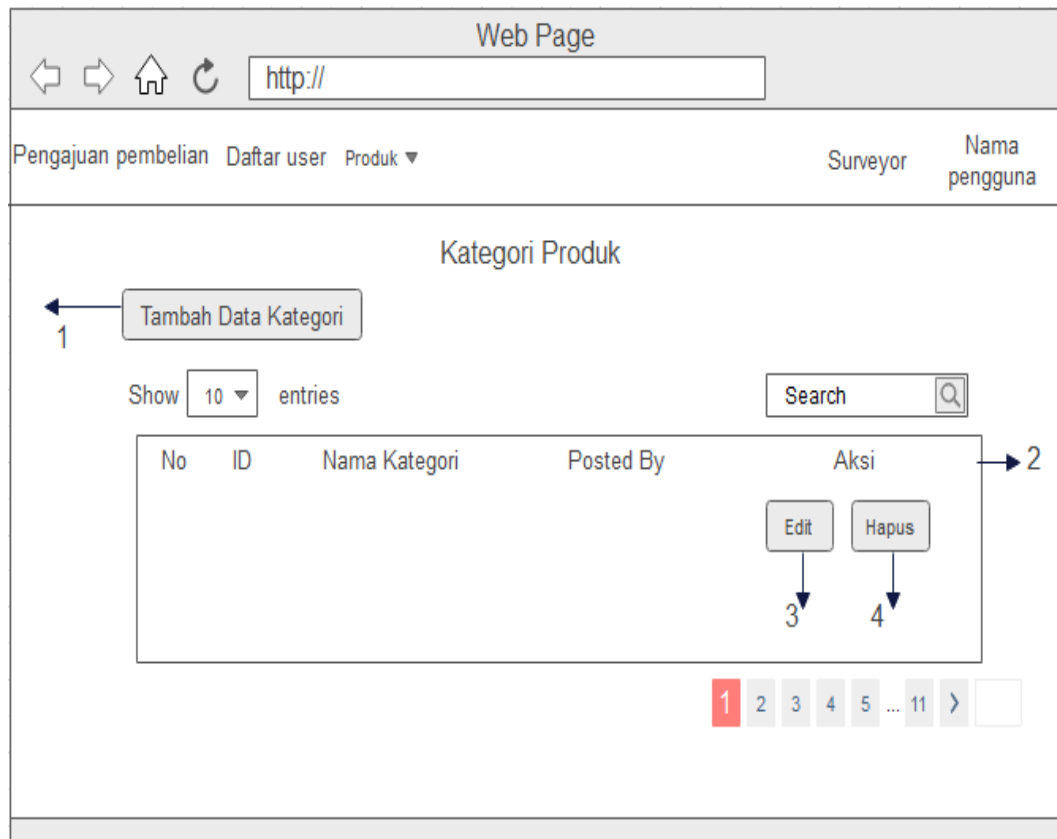 Web Page
http://
Pengajuan pembelian Daftar user Produk
Surveyor
Nama
pengguna
Kategori Produk
Tambah Data Kategori
1
Show 10 entries
Search
No ID Nama Kategori Posted By Aksi
2
Edit Hapus
3 4
1 2 3 4 5 ... 11 >